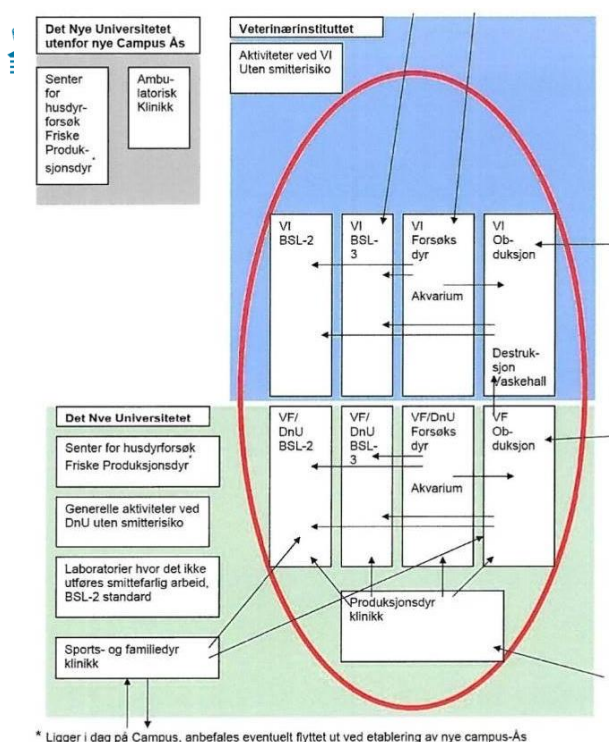 Det Nye Universitetet
utenfor nye Campus Ås
Senter
for
husdyr-
forsøk
Friske
Produk-
sjonsdyr*
Ambu-
latorisk
Klinikk
Veterinærinstituttet
Aktiviteter ved VI
Uten smitterisiko
VI
BSL-2
VI
BSL-
3
VI
Forsøks
dyr
Akvarium
VI
Ob-
duksjon
Destruk-
sjon
Vaskehall
Det Nye Universitetet
Senter for husdyrforsøk
Friske Produksjonsdyr*
Generelle aktiviteter ved
DnU uten smitterisiko
Laboratorier hvor det ikke
utføres smittefarlig arbeid,
BSL-2 standard
Sports- og familiedyr
klinikk
VF/
DnU
BSL-2
VF/
DnU
BSL-
3
VF/DnU
Forsøks
dyr
Akvarium
VF
Ob-
duksjon
Produksjonsdyr
klinikk
* Ligger i dag på Campus, anbefales eventuelt flyttet ut ved etablering av nye campus-Ås